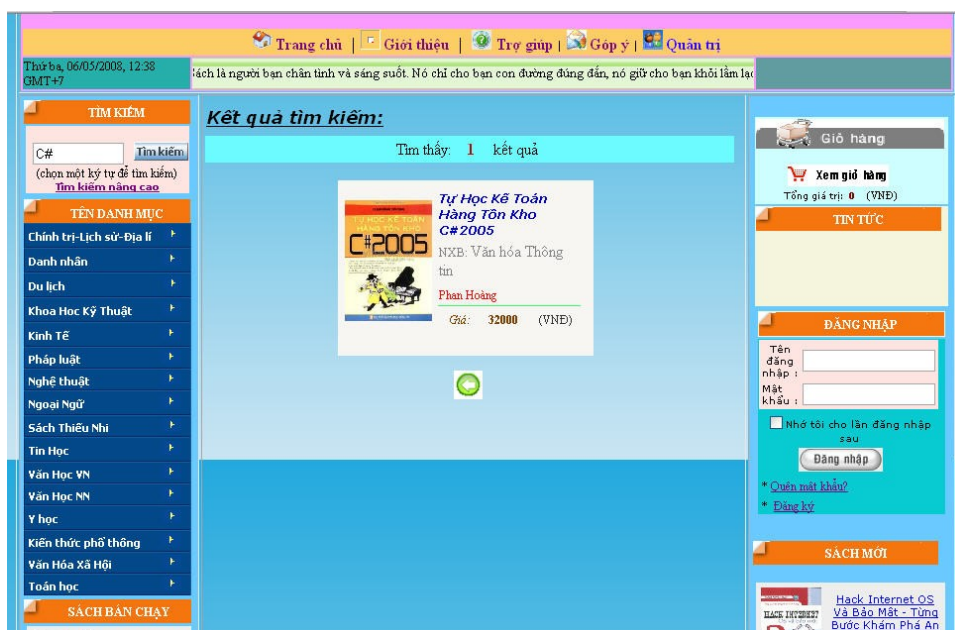 Trang chủ | Giới thiệu | Trợ giúp | Góp ý | Quản trị
Thứ ba, 06/05/2008, 12:38
GMT+7
ách là người bạn chân tình và sáng suốt. Nó chỉ cho bạn con đường đúng đắn, nó giữ cho bạn khỏi lầm lạc
TÌM KIẾM
C# Tìm kiếm
(chọn một ký tự để tìm kiếm)
Tìm kiếm nâng cao
TÊN DANH MỤC
Chính trị-Lịch sử-Địa lí
Danh nhân
Du lịch
Khoa Học Kỹ Thuật
Kinh Tế
Pháp luật
Nghệ thuật
Ngoại Ngữ
Sách Thiếu Nhi
Tin Học
Văn Học VN
Văn Học NN
Y học
Kiến thức phổ thông
Văn Hóa Xã Hội
Toán học
SÁCH BÁN CHẠY
Kết quả tìm kiếm:
Tìm thấy: 1 kết quả
TỰ HỌC KẾ TOÁN
HÀNG TỒN KHO
C#2005
Tự Học Kế Toán
Hàng Tồn Kho
C#2005
NXB: Văn hóa Thông
tin
Phan Hoàng
Giá: 32000 (VNĐ)
Giỏ hàng
Xem giỏ hàng
Tổng giá trị: 0 (VNĐ)
TIN TỨC
ĐĂNG NHẬP
Tên
đăng
nhập :
Mật
khẩu :
Nhớ tôi cho lần đăng nhập
sau
Đăng nhập
* Quên mật khẩu?
* Đăng ký
SÁCH MỚI
HACK INTERNET
Hack Internet OS
Và Bảo Mật - Từng
Bước Khám Phá An